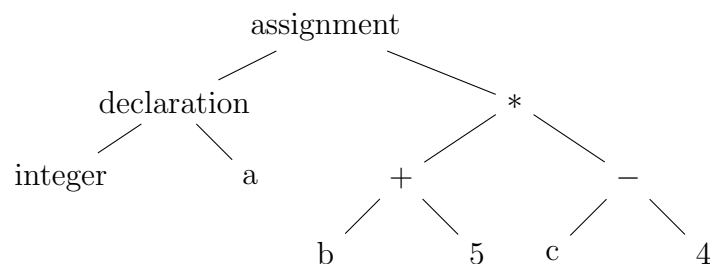 assignment
declaration *
integer a + −
b 5 c 4